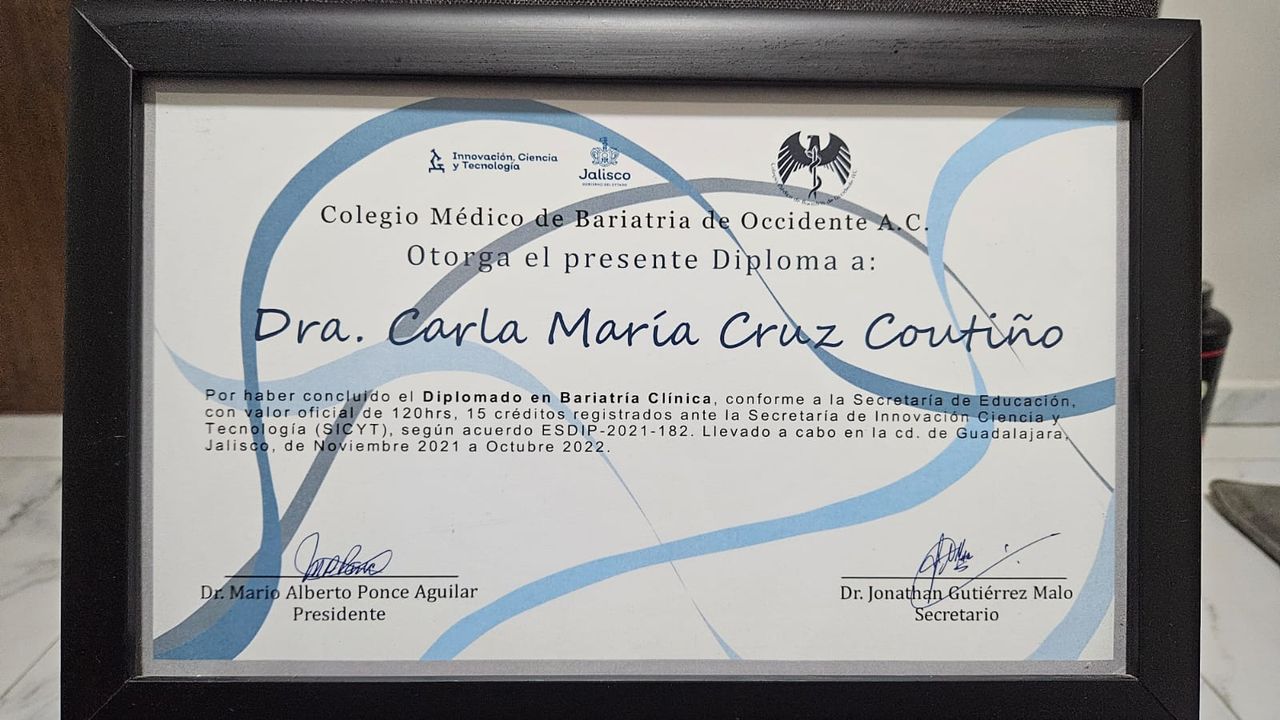 Innovación, Ciencia
y Tecnología
Jalisco
GOBIERNO DEL ESTADO
Colegio Médico de Bariatria de Occidente A.C.
Otorga el presente Diploma a:
Dra. Carla María Cruz Coutiño
Por haber concluido el Diplomado en Bariatría Clínica, conforme a la Secretaría de Educación,
con valor oficial de 120hrs, 15 créditos registrados ante la Secretaría de Innovación Ciencia y
Tecnología (SICYT), según acuerdo ESDIP-2021-182. Llevado a cabo en la cd. de Guadalajara,
Jalisco, de Noviembre 2021 a Octubre 2022.
Dr. Mario Alberto Ponce Aguilar
Presidente
Dr. Jonathan Gutiérrez Malo
Secretario